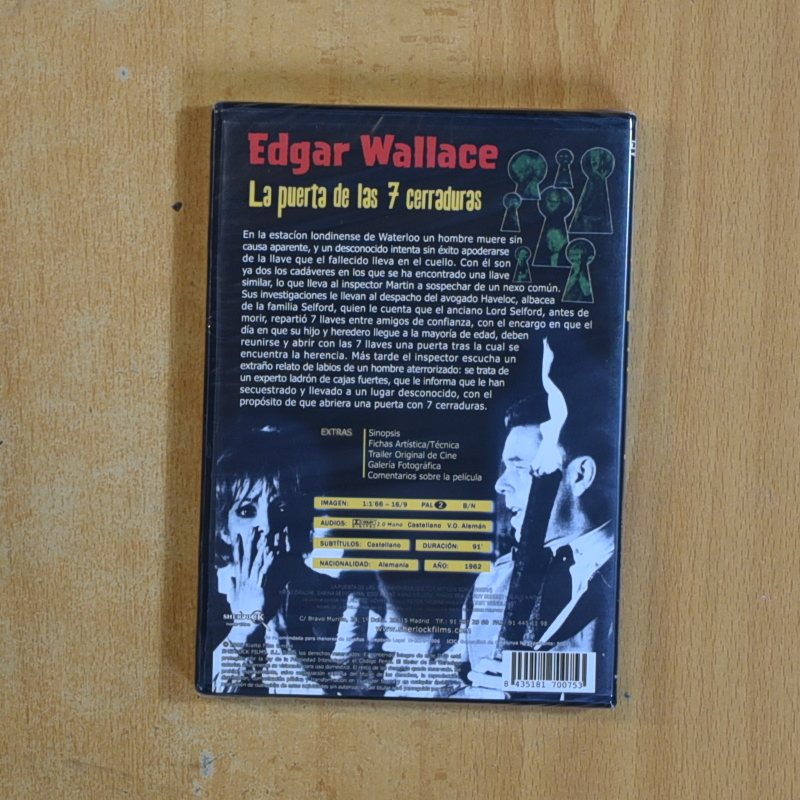 Edgar Wallace
La puerta de las 7 cerraduras
En la estacíon londinense de Waterloo un hombre muere sin
causa aparente, y un desconocido intenta sin éxito apoderarse
de la llave que el fallecido lleva en el cuello. Con él son
ya dos los cadáveres en los que se ha encontrado una llave
similar, lo que lleva al inspector Martin a sospechar de un nexo común.
Sus investigaciones le llevan al despacho del avogado Haveloc, albacea
de la familia Selford, quien le cuenta que el anciano Lord Selford, antes de
morir, repartió 7 llaves entre amigos de confianza, con el encargo en que el
día en que su hijo y heredero llegue a la mayoría de edad, deben
reunirse y abrir con las 7 llaves una puerta tras la cual se
encuentra la herencia. Más tarde el inspector escucha un
extraño relato de labios de un hombre aterrorizado: se trata de
un experto ladrón de cajas fuertes, que le informa que le han
secuestrado y llevado a un lugar desconocido, con el
propósito de que abriera una puerta con 7 cerraduras.
EXTRAS
Sinopsis
Fichas Artística/Técnica
Trailer Original de Cine
Galería Fotográfica
Comentarios sobre la película
IMAGEN: 1:1'66 - 16/9 PAL 2 B/N
AUDIOS: 2.0 Mono Castellano V.O. Alemán
SUBTÍTULOS: Castellano DURACIÓN: 91'
NACIONALIDAD: Alemania AÑO: 1962
SHERLOCK
C/ Bravo Murillo, Madrid
www.sherlockfilms.com
8 435181 700753